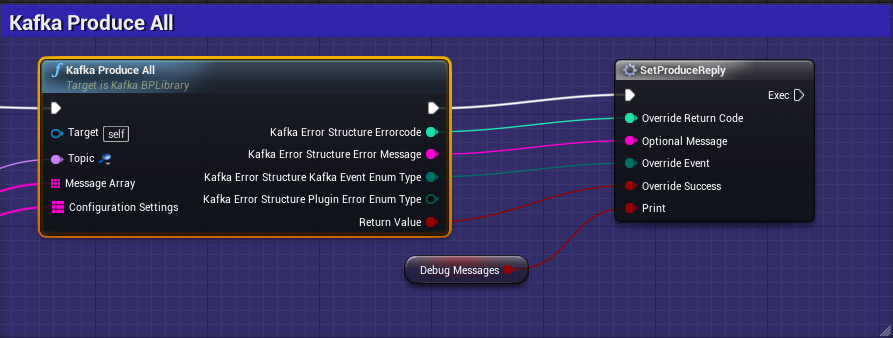 Kafka Produce All
Kafka Produce All
Target is Kafka BPLibrary
Target self
Topic
Message Array
Configuration Settings
Kafka Error Structure Errorcode
Kafka Error Structure Error Message
Kafka Error Structure Kafka Event Enum Type
Kafka Error Structure Plugin Error Enum Type
Return Value
SetProduceReply
Exec
Override Return Code
Optional Message
Override Event
Override Success
Print
Debug Messages